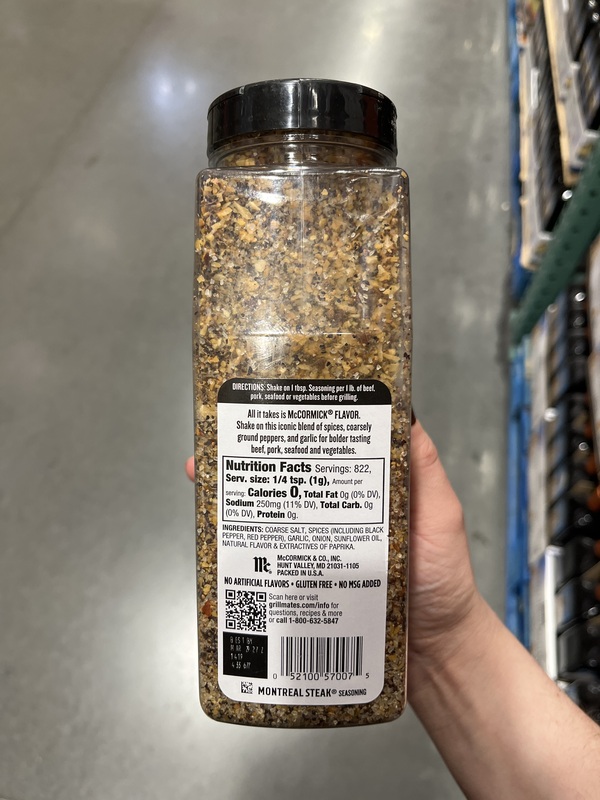 DIRECTIONS: Shake on 1 tbsp. Seasoning per 1 lb. of beef,
pork, seafood or vegetables before grilling.
All it takes is McCORMICK® FLAVOR.
Shake on this iconic blend of spices, coarsely
ground peppers, and garlic for bolder tasting
beef, pork, seafood and vegetables.
Nutrition Facts Servings: 822,
Serv. size: 1/4 tsp. (1g), Amount per
serving: Calories 0, Total Fat 0g (0% DV),
Sodium 250mg (11% DV), Total Carb. 0g
(0% DV), Protein 0g.
INGREDIENTS: COARSE SALT, SPICES (INCLUDING BLACK
PEPPER, RED PEPPER), GARLIC, ONION, SUNFLOWER OIL,
NATURAL FLAVOR & EXTRACTIVES OF PAPRIKA.
Mc
McCORMICK & CO., INC.
HUNT VALLEY, MD 21031-1105
PACKED IN U.S.A.
NO ARTIFICIAL FLAVORS • GLUTEN FREE • NO MSG ADDED
Scan here or visit
grillmates.com/info for
questions, recipes & more
or call 1-800-632-5847
0 52100 57007 5
MONTREAL STEAK® SEASONING